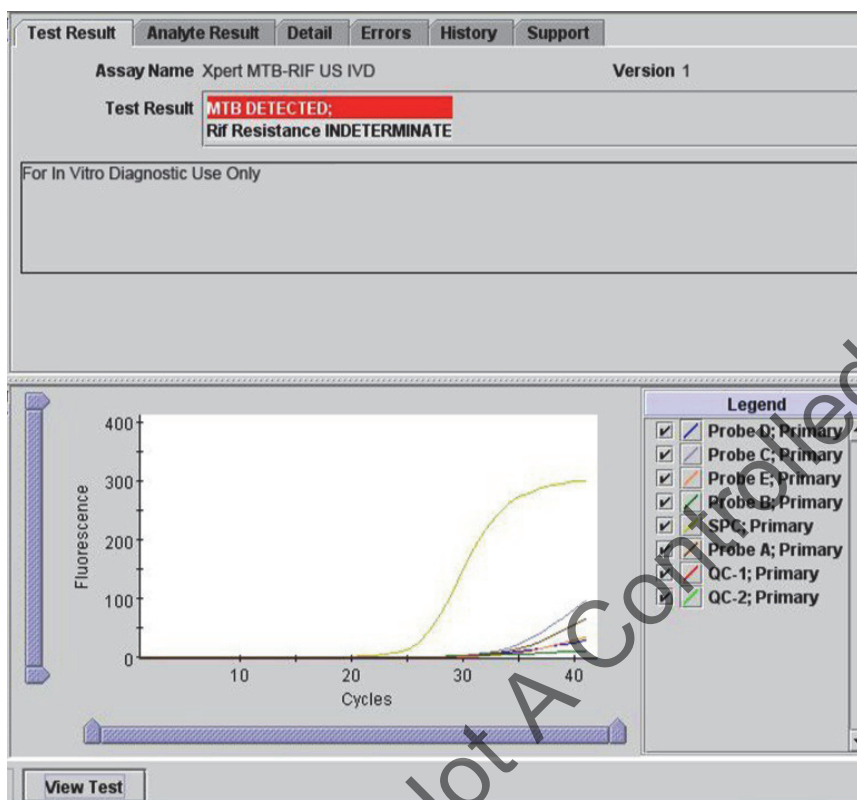 Test Result Analyte Result Detail Errors History Support
Assay Name Xpert MTB-RIF US IVD Version 1
Test Result MTB DETECTED;
Rif Resistance INDETERMINATE
For In Vitro Diagnostic Use Only
400
300
200
100
0
Fluorescence
10 20 30 40
Cycles
Legend
Probe D; Primary
Probe C; Primary
Probe E; Primary
Probe B; Primary
SPC; Primary
Probe A; Primary
QC-1; Primary
QC-2; Primary
View Test
Not A Controlled